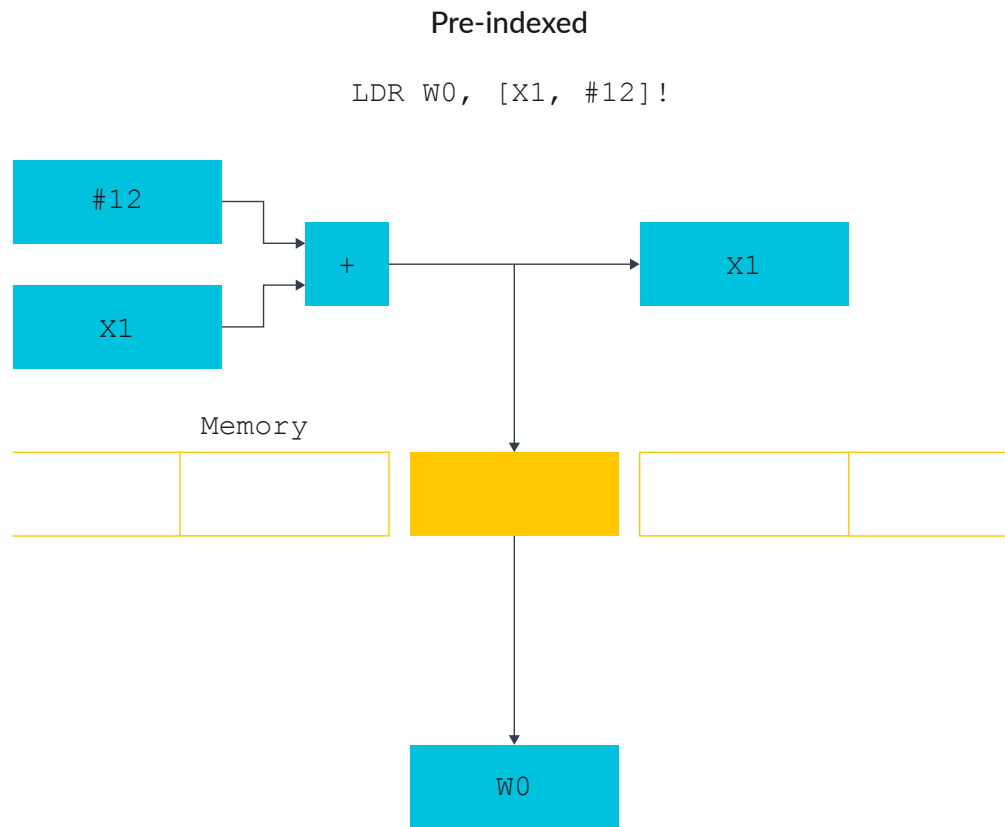 Pre-indexed
LDR W0, [X1, #12]!
#12
+
X1
X1
Memory
W0